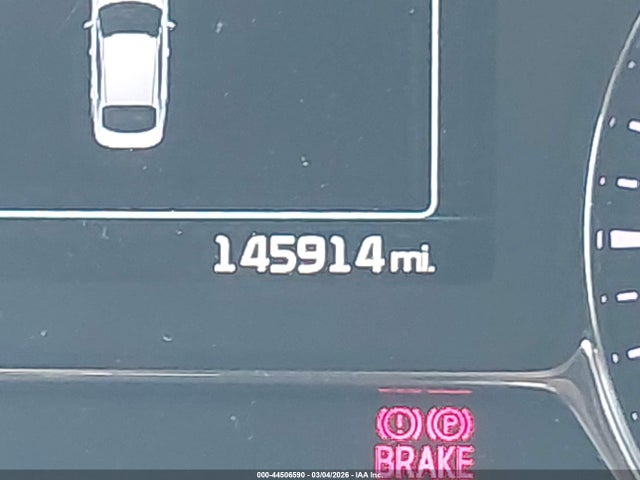 145914 mi.
(!) (P)
BRAKE
000-44506590 - 03/04/2026 - IAA Inc.